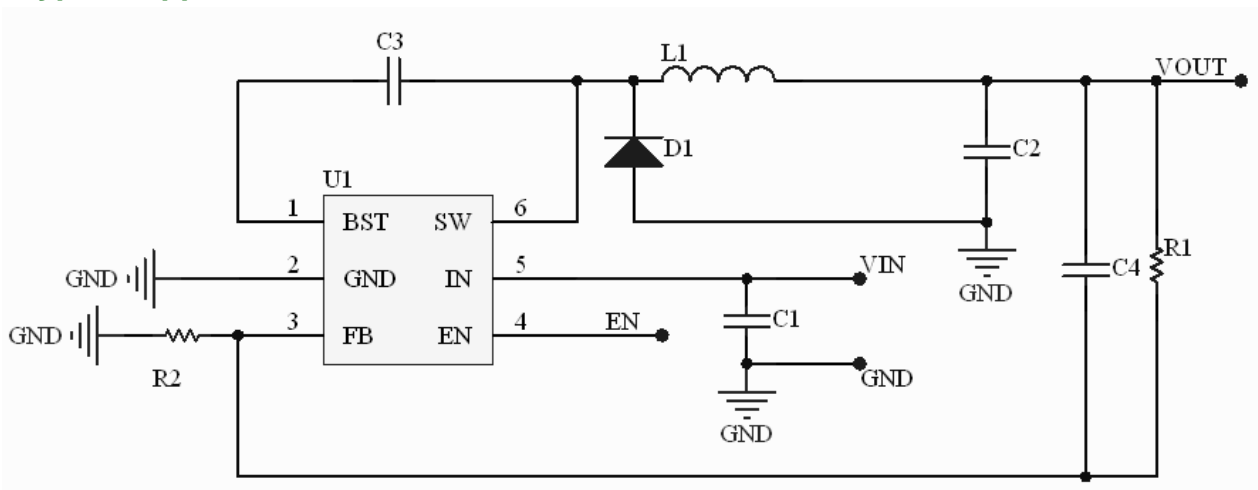 C3
L1
VOUT
D1
C2
U1
1 BST SW 6
GND 2 GND IN 5 VIN
GND 3 FB EN 4 EN
R2
C1
GND
GND
GND
C4
R1